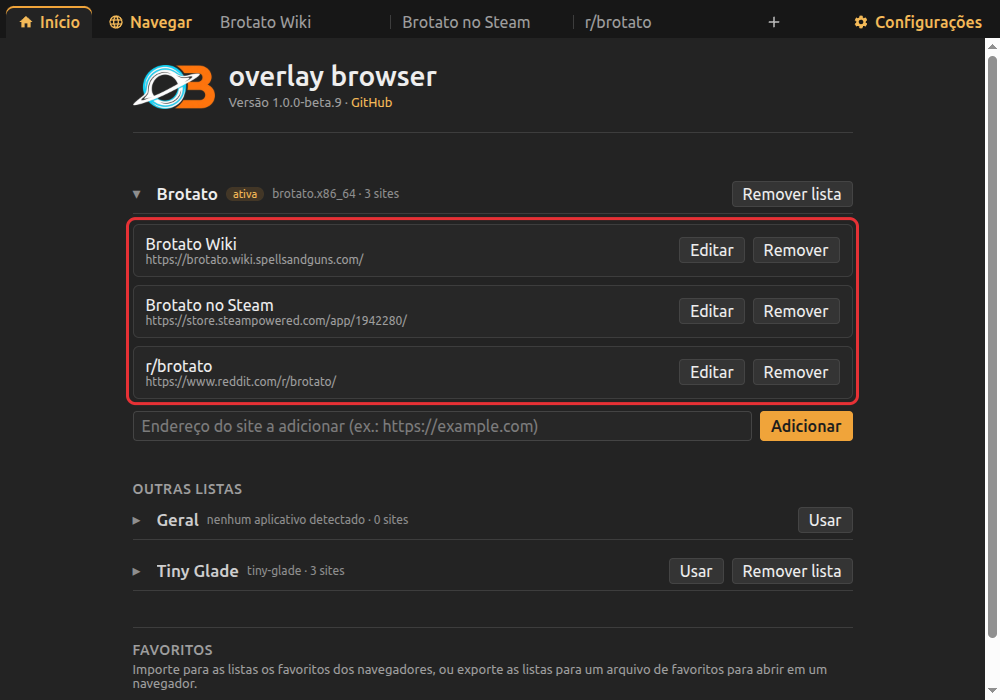 Início
Navegar
Brotato Wiki
Brotato no Steam
r/brotato
+
Configurações
overlay browser
Versão 1.0.0-beta.9 · GitHub
Brotato ativa brotato.x86_64 · 3 sites
Remover lista
Brotato Wiki
https://brotato.wiki.spellsandguns.com/
Editar
Remover
Brotato no Steam
https://store.steampowered.com/app/1942280/
Editar
Remover
r/brotato
https://www.reddit.com/r/brotato/
Editar
Remover
Endereço do site a adicionar (ex.: https://example.com)
Adicionar
OUTRAS LISTAS
Geral nenhum aplicativo detectado · 0 sites
Usar
Tiny Glade tiny-glade · 3 sites
Usar
Remover lista
FAVORITOS
Importe para as listas os favoritos dos navegadores, ou exporte as listas para um arquivo de favoritos para abrir em um
navegador.